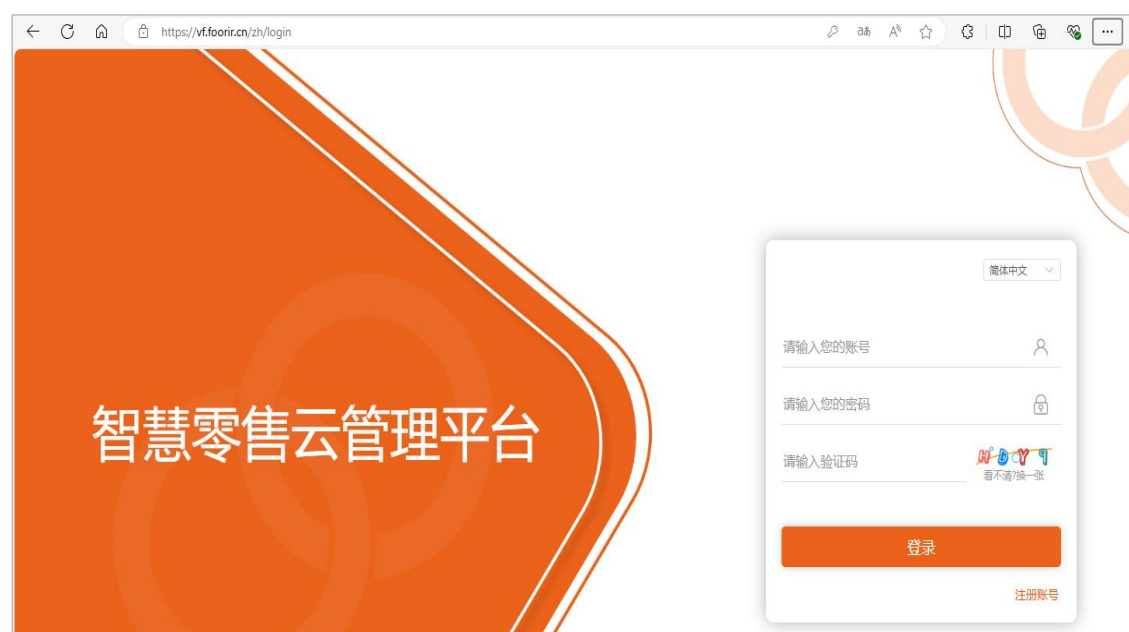 https://vf.foorir.cn/zh/login
简体中文
请输入您的账号
请输入您的密码
智慧零售云管理平台
请输入验证码
看不清?换一张
登录
注册账号